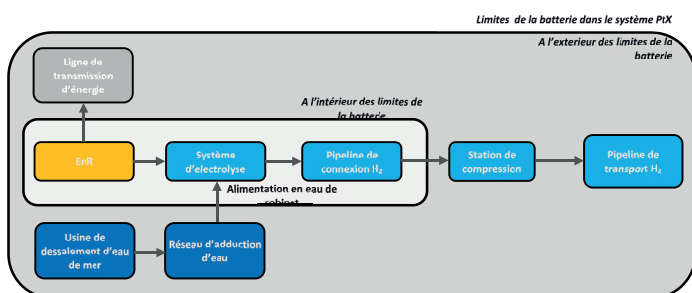 Limites de la batterie dans le système PtX
A l'exterieur des limites de la
batterie
Ligne de
transmission
d'énergie
A l'intérieur des limites de
la batterie
EnR
Système
d'electrolyse
Pipeline de
connexion H₂
Station de
compression
Pipeline de
transport H₂
Alimentation en eau de
robinet
Usine de
dessalement d'eau
de mer
Réseau d'adduction
d'eau